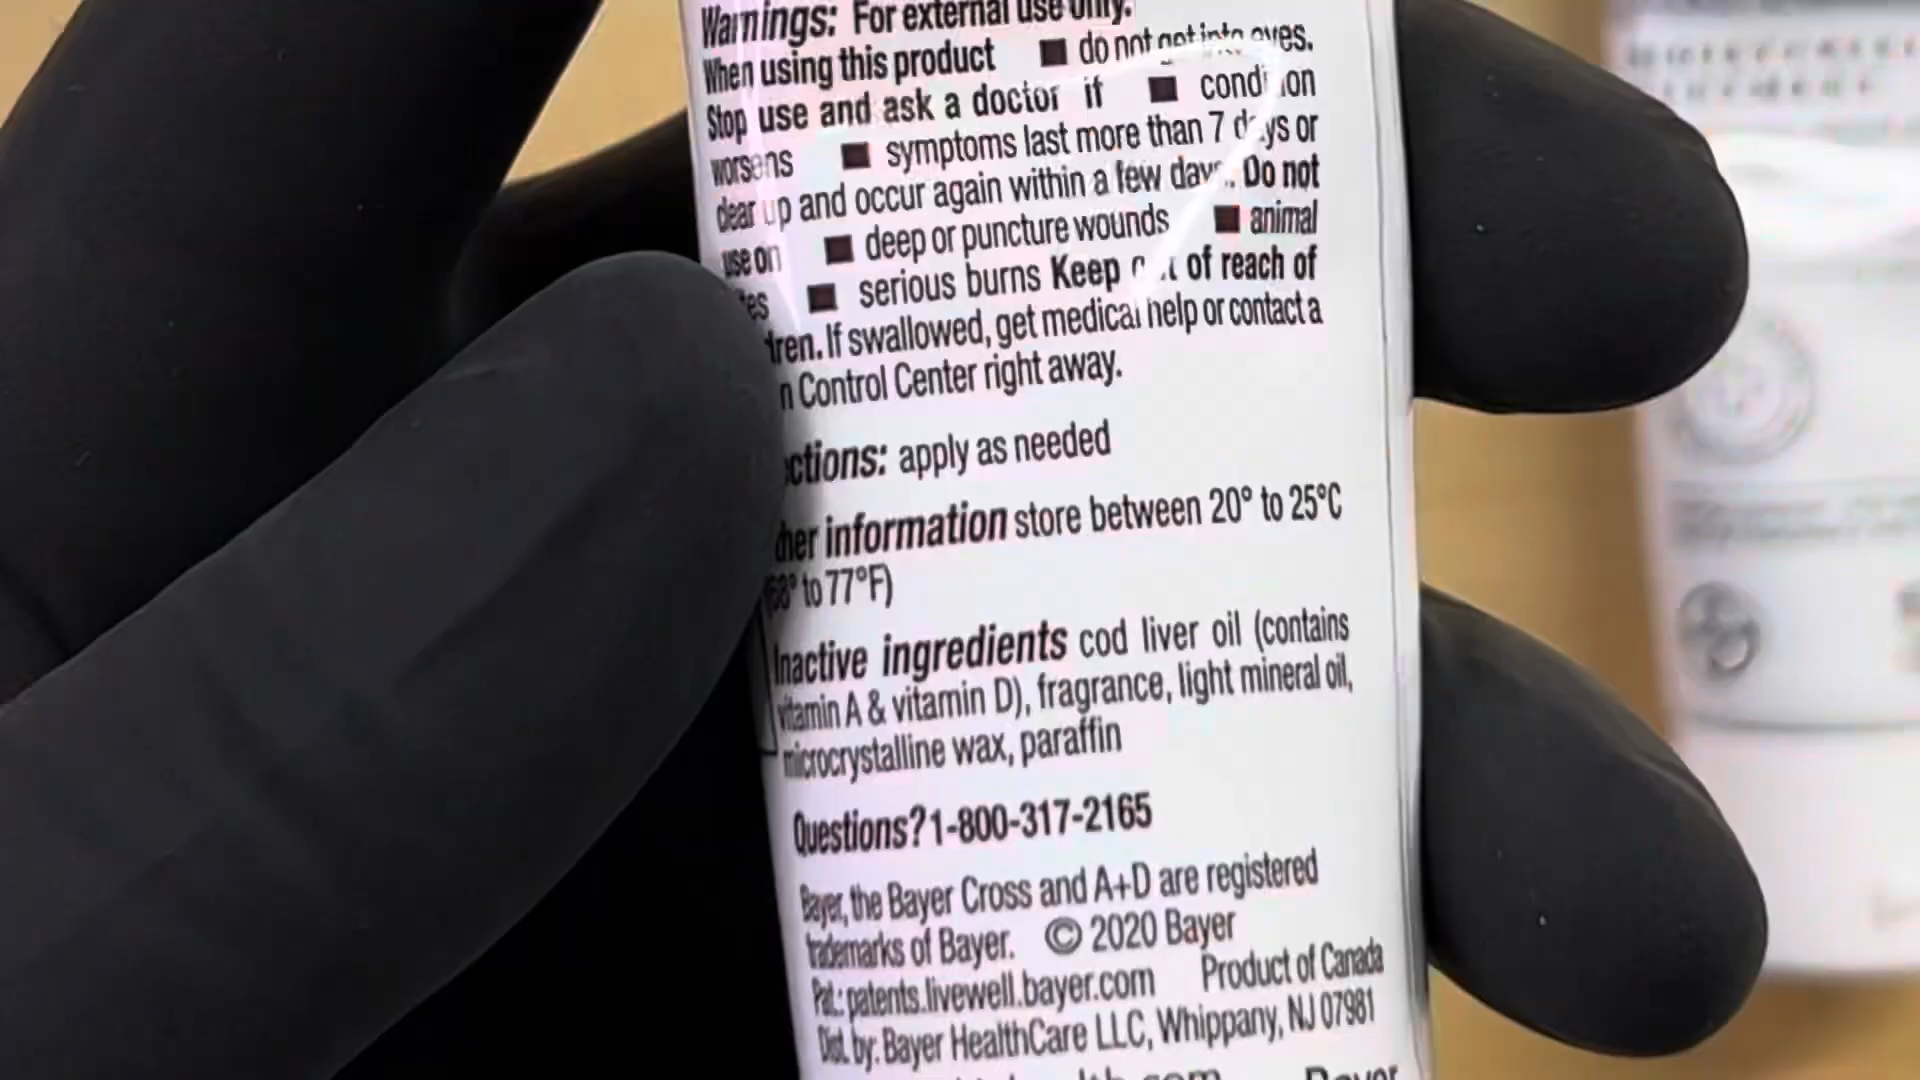 Warnings: For external use only.
When using this product ■ do not get into eyes.
Stop use and ask a doctor if ■ condition
worsens ■ symptoms last more than 7 days or
clear up and occur again within a few days. Do not
use on ■ deep or puncture wounds ■ animal
■ serious burns Keep out of reach of
If swallowed, get medical help or contact a
Control Center right away.
ctions: apply as needed
her information store between 20° to 25°C
(68° to 77°F)
Inactive ingredients cod liver oil (contains
vitamin A & vitamin D), fragrance, light mineral oil,
microcrystalline wax, paraffin
Questions? 1-800-317-2165
Bayer, the Bayer Cross and A+D are registered
trademarks of Bayer. © 2020 Bayer
Pat.: patents.livewell.bayer.com Product of Canada
Dist. by: Bayer HealthCare LLC, Whippany, NJ 07981